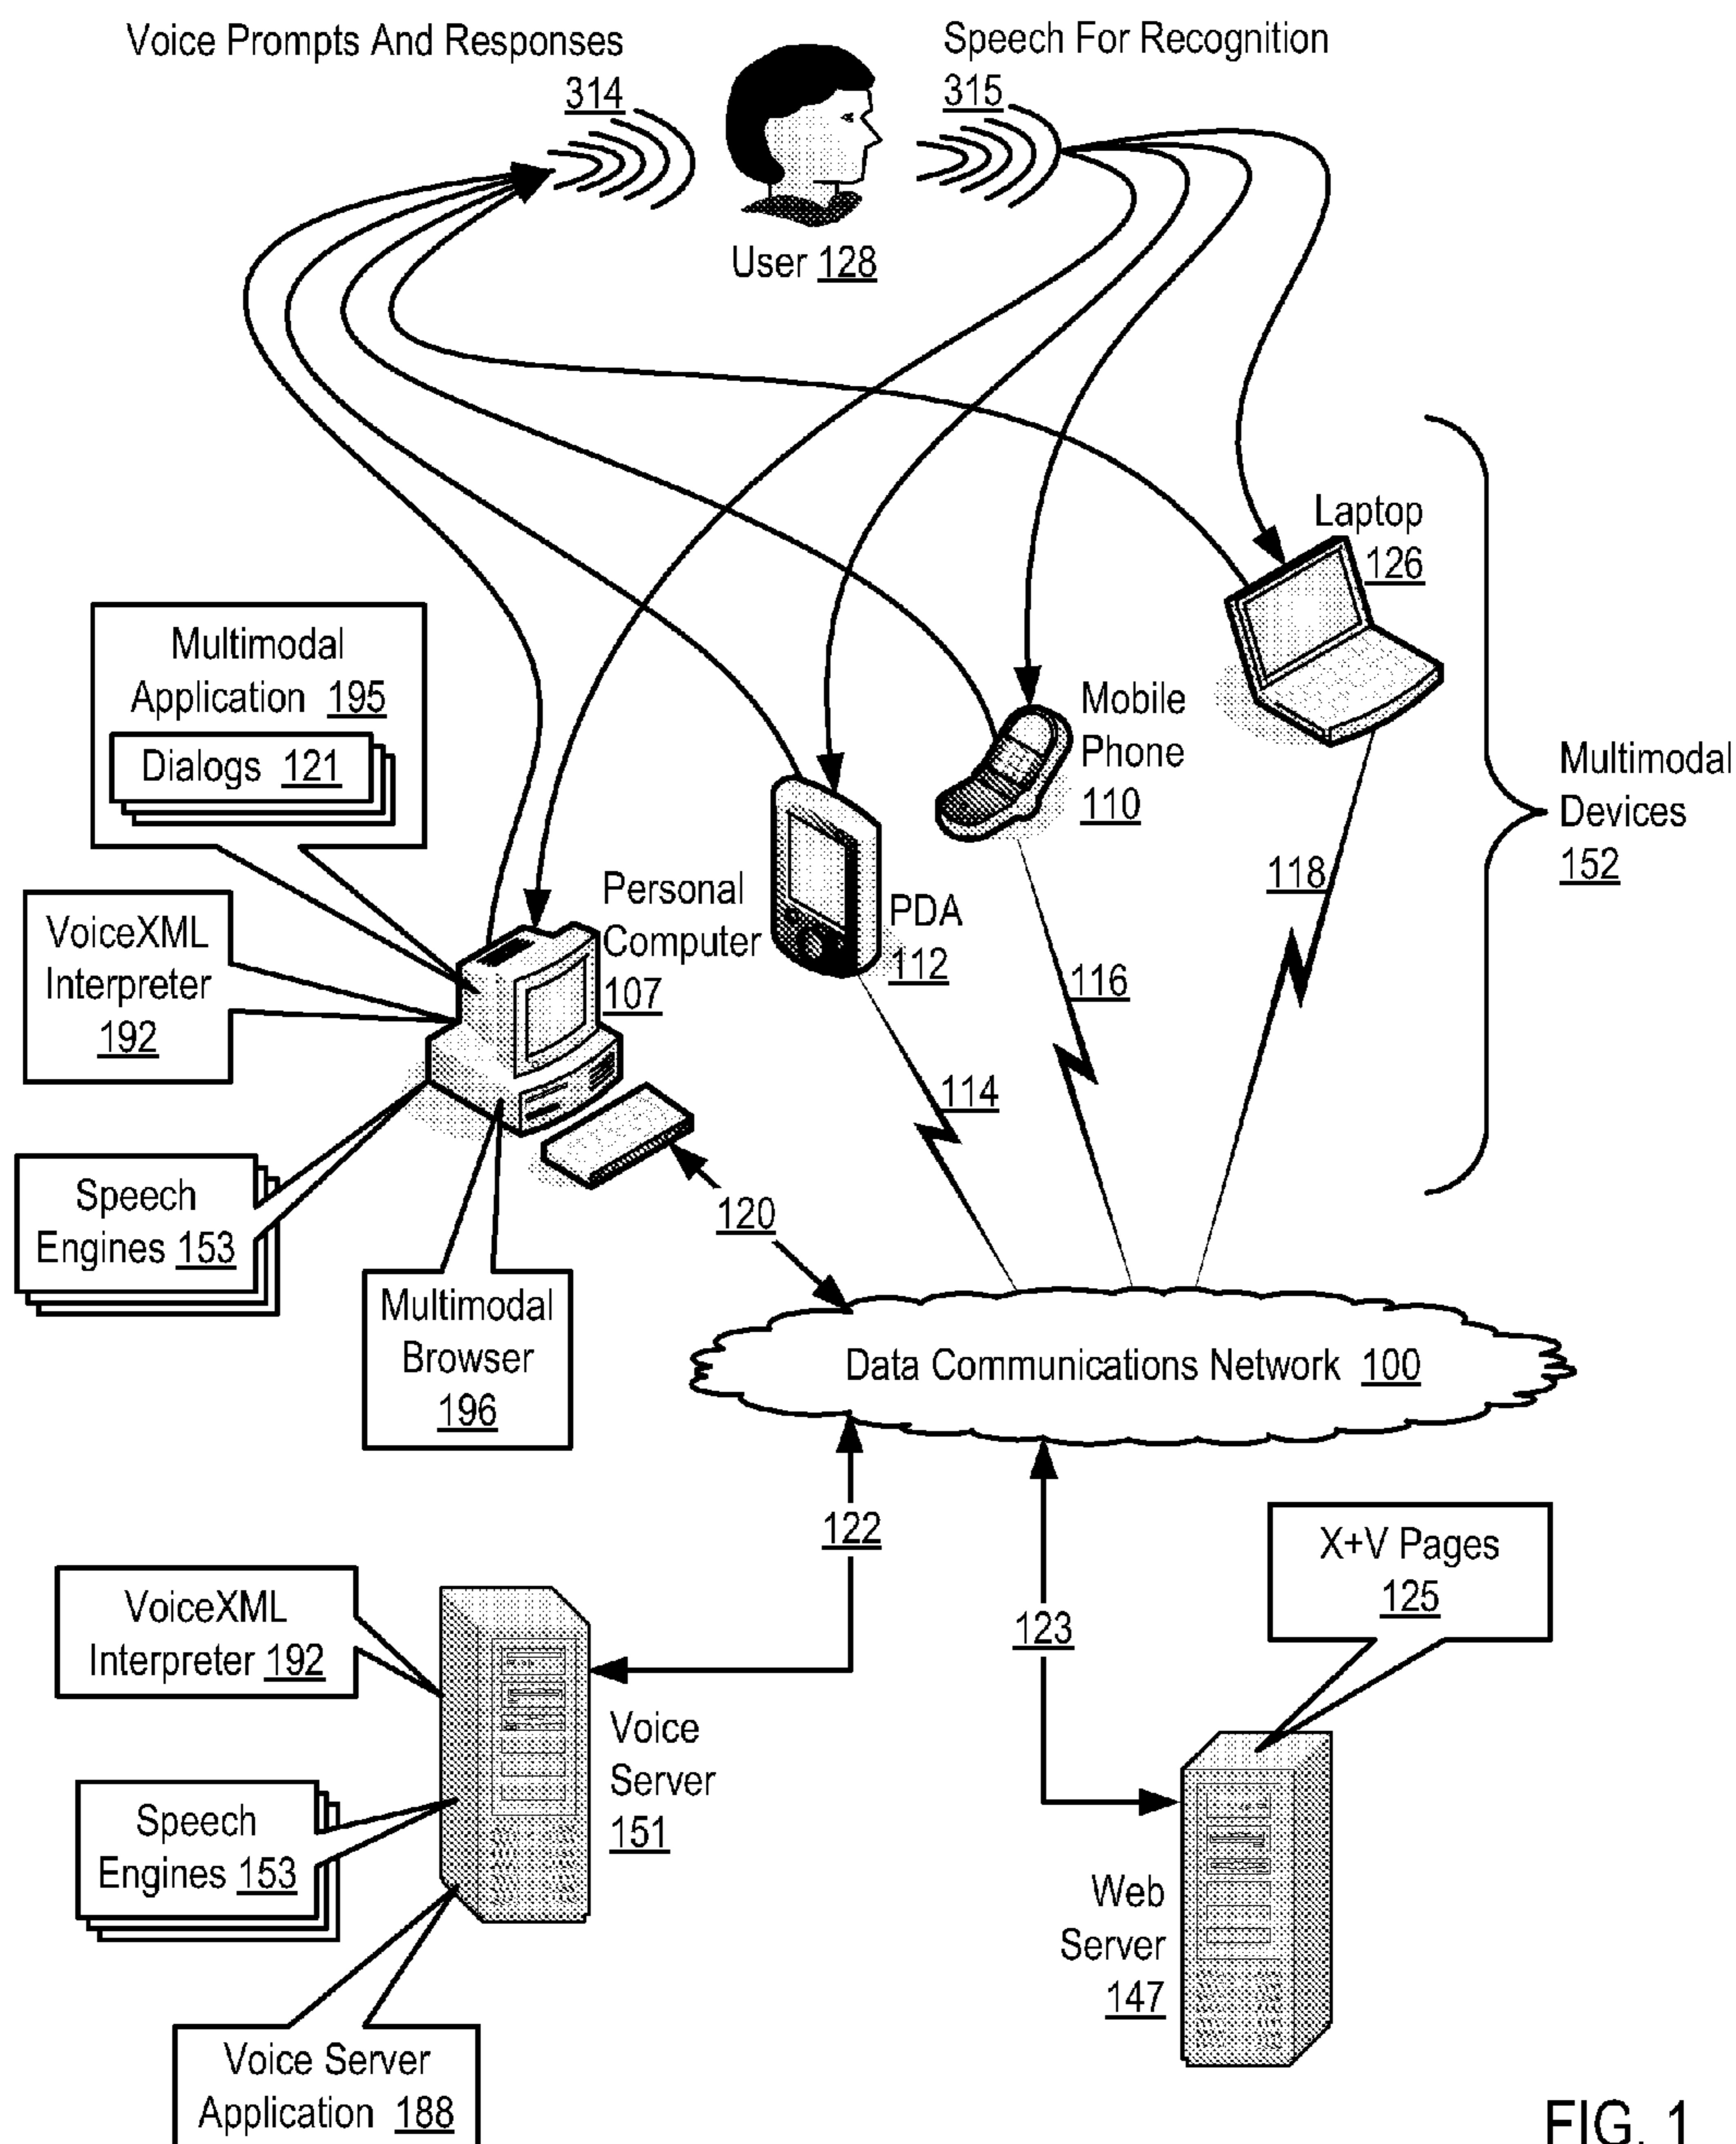 Voice Prompts And Responses
314
Speech For Recognition
315
User 128
Laptop
126
Multimodal
Application 195
Dialogs 121
Mobile
Phone
110
Multimodal
Devices
152
VoiceXML
Interpreter
192
Personal
Computer
107
PDA
112
118
116
114
Speech
Engines 153
120
Multimodal
Browser
196
Data Communications Network 100
122
X+V Pages
125
VoiceXML
Interpreter 192
123
Voice
Server
151
Speech
Engines 153
Web
Server
147
Voice Server
Application 188
FIG. 1